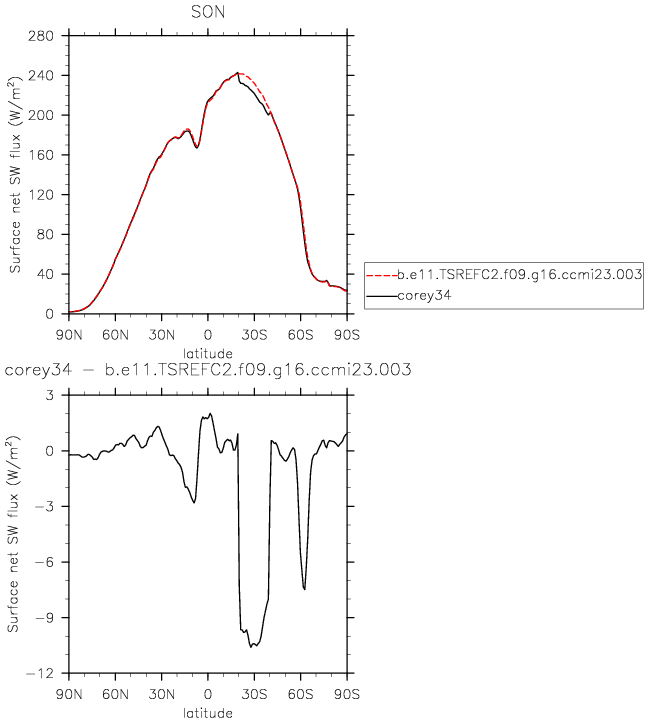 SON
Surface net SW flux (W/m²)
280
240
200
160
120
80
40
0
90N 60N 30N 0 30S 60S 90S
latitude
b.e11.TSREFC2.f09.g16.ccmi23.003
corey34
corey34 − b.e11.TSREFC2.f09.g16.ccmi23.003
Surface net SW flux (W/m²)
3
0
−3
−6
−9
−12
90N 60N 30N 0 30S 60S 90S
latitude